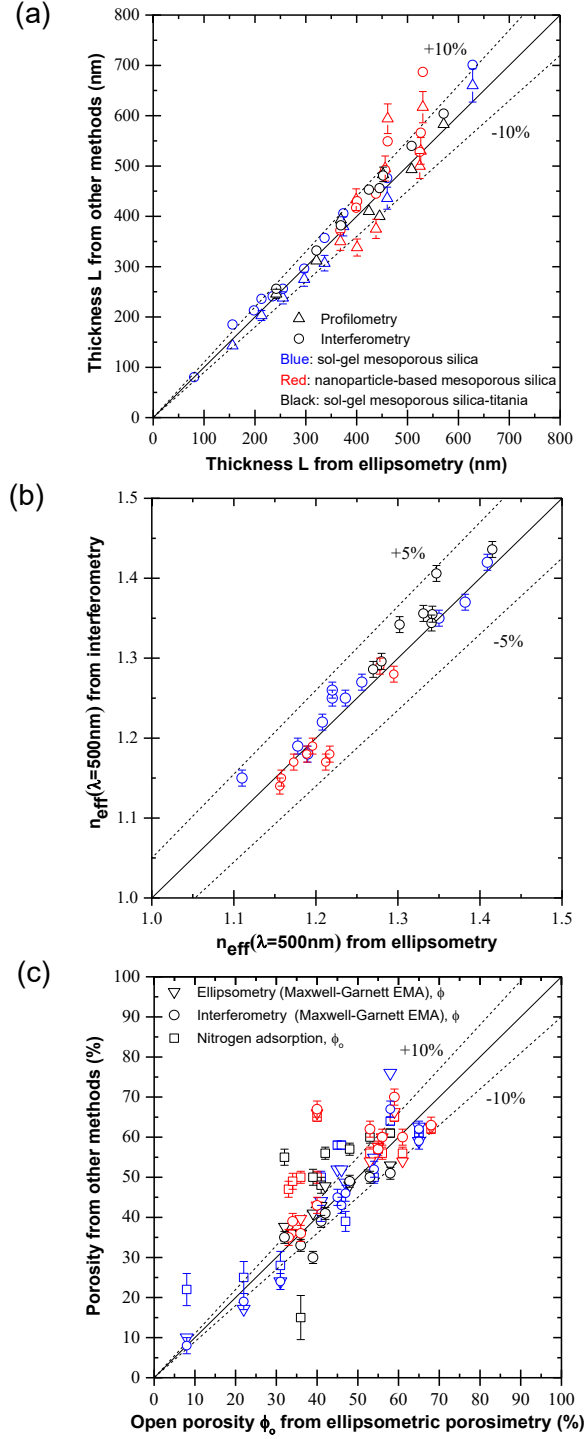 (a)
800
700
600
500
400
300
200
100
0
Thickness L from other methods (nm)
+10%
-10%
Profilometry
Interferometry
Blue: sol-gel mesoporous silica
Red: nanoparticle-based mesoporous silica
Black: sol-gel mesoporous silica-titania
0 100 200 300 400 500 600 700 800
Thickness L from ellipsometry (nm)
(b)
1.5
1.4
1.3
1.2
1.1
1.0
neff(λ=500nm) from interferometry
+5%
-5%
1.0 1.1 1.2 1.3 1.4 1.5
neff(λ=500nm) from ellipsometry
(c)
100
90
80
70
60
50
40
30
20
10
0
Porosity from other methods (%)
Ellipsometry (Maxwell-Garnett EMA), ϕ
Interferometry (Maxwell-Garnett EMA), ϕ
Nitrogen adsorption, ϕo
+10%
-10%
0 10 20 30 40 50 60 70 80 90 100
Open porosity ϕo from ellipsometric porosimetry (%)